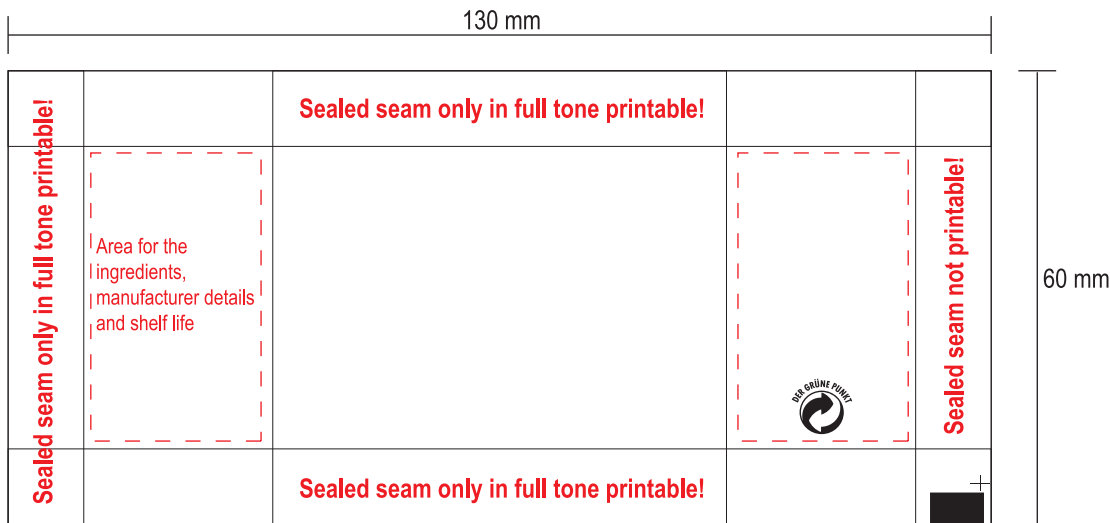 130 mm
Sealed seam only in full tone printable!
Sealed seam only in full tone printable!
Area for the
ingredients,
manufacturer details
and shelf life
DER GRÜNE PUNKT
Sealed seam not printable!
60 mm
Sealed seam only in full tone printable!